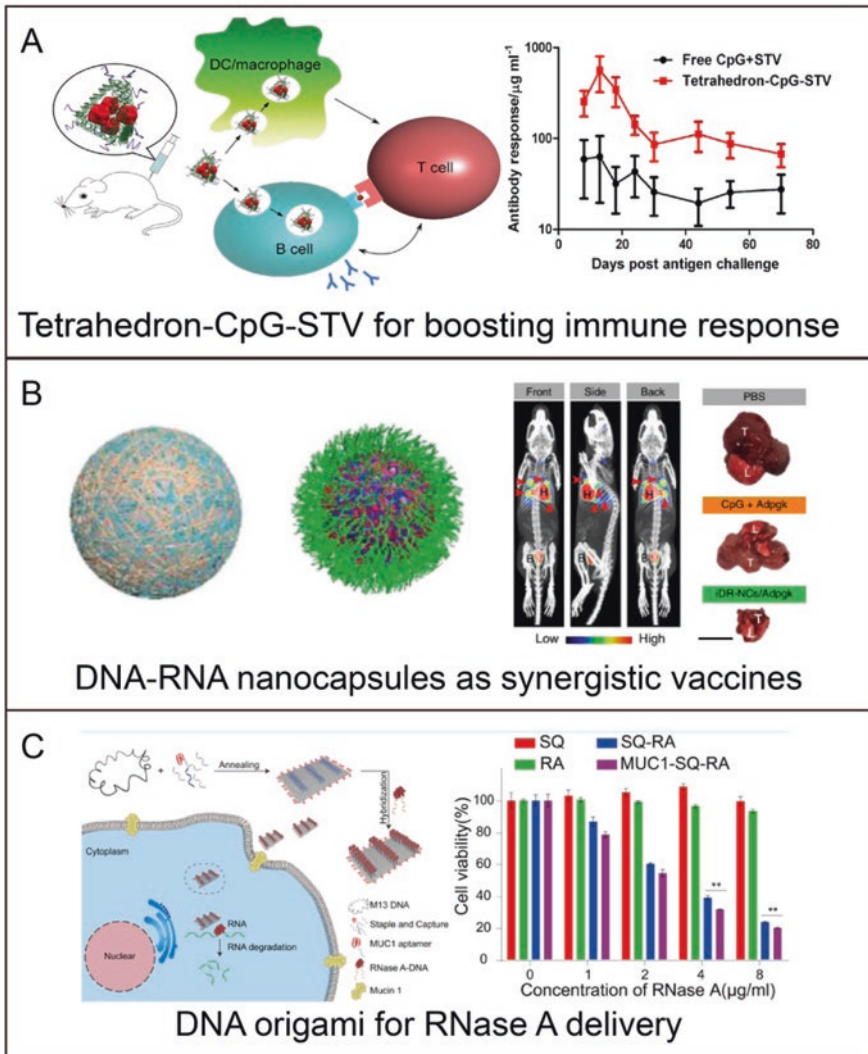 A
DC/macrophage
T cell
B cell
Antibody response/µg ml⁻¹
1000
100
10
Free CpG+STV
Tetrahedron-CpG-STV
0 20 40 60 80
Days post antigen challenge
Tetrahedron-CpG-STV for boosting immune response
B
Front Side Back
H H H
B B
Low High
PBS
T
L
CpG + Adpgk
L
T
iDR-NCs/Adpgk
T
L
DNA-RNA nanocapsules as synergistic vaccines
C
Annealing
Hybridization
Cytoplasm
Nuclear
RNA
RNA degradation
M13 DNA
Staple and Capture
MUC1 aptamer
RNase A-DNA
Mucin 1
SQ SQ-RA
RA MUC1-SQ-RA
Cell viability(%)
100
80
60
40
20
0
**
**
0 1 2 4 8
Concentration of RNase A(µg/ml)
DNA origami for RNase A delivery